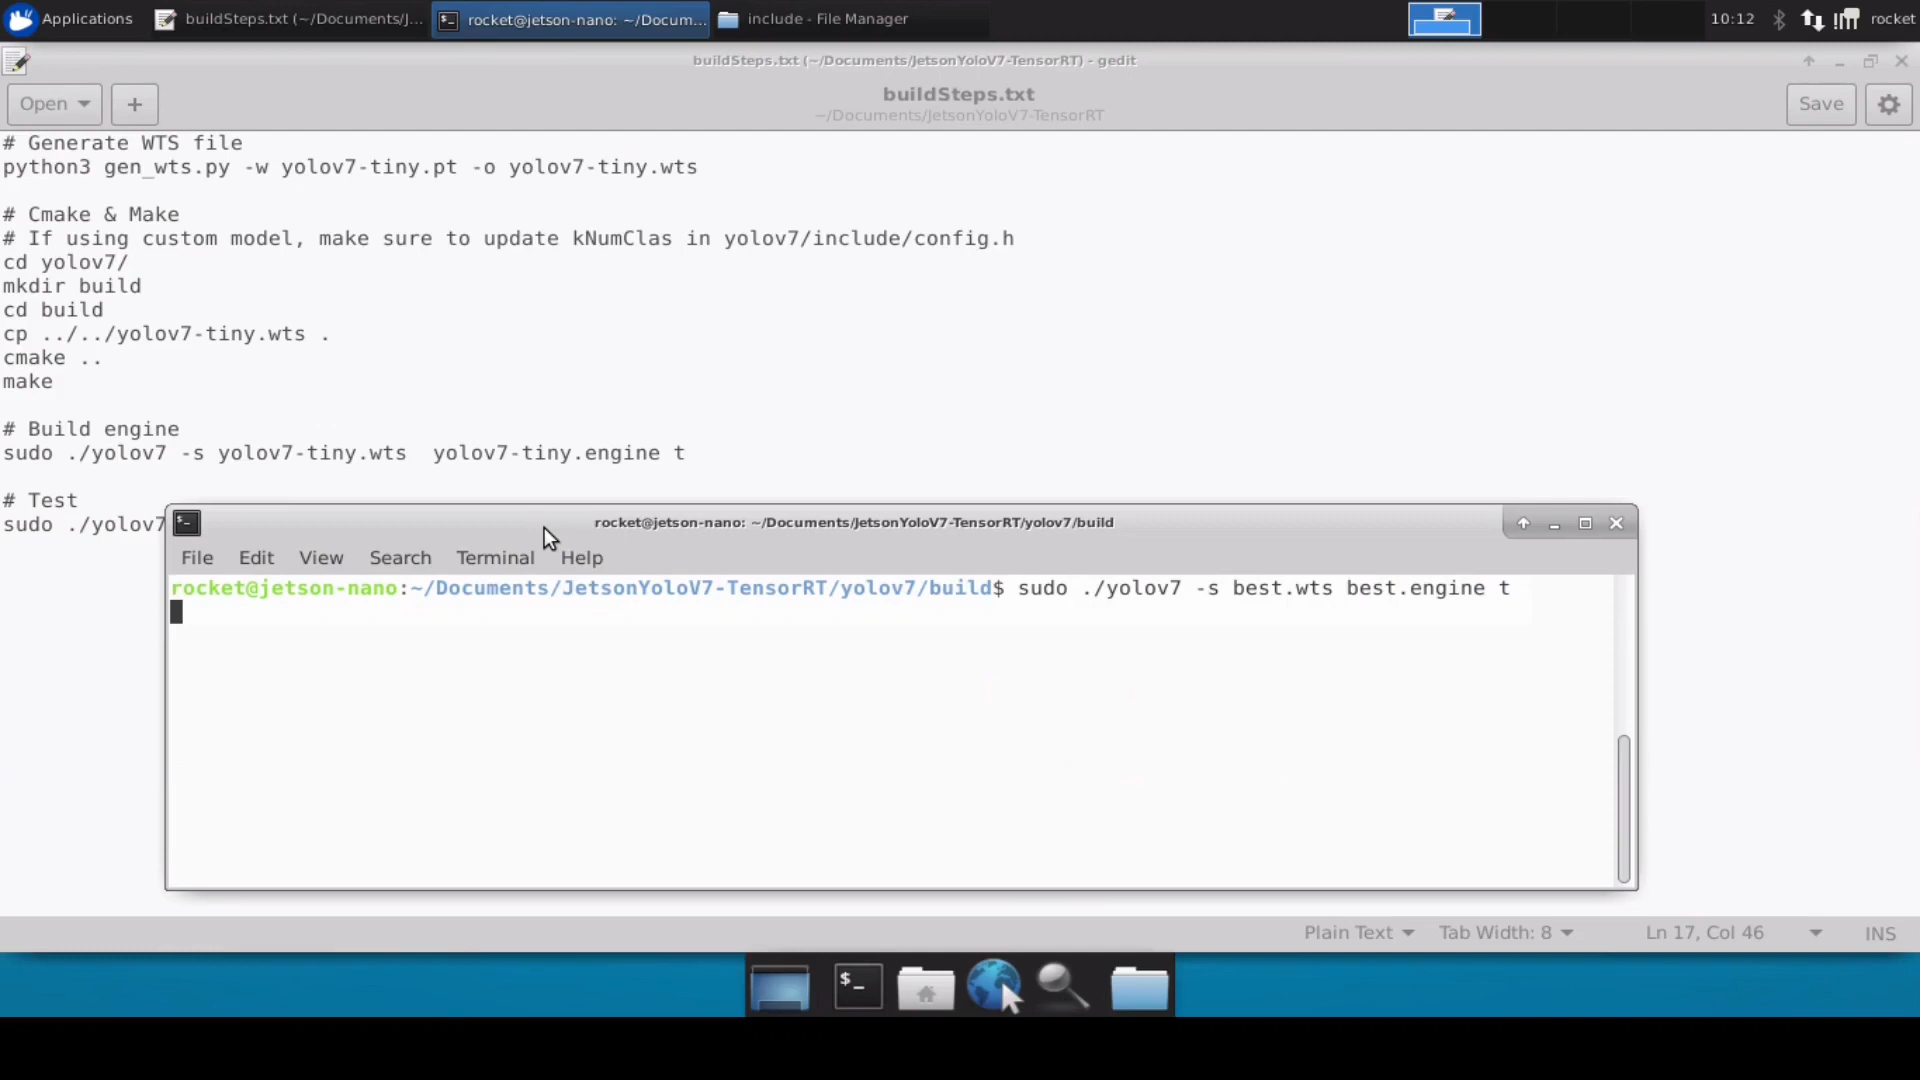 Applications
buildSteps.txt (~/Documents/J...
rocket@jetson-nano: ~/Docum...
include - File Manager
10:12
rocket
buildSteps.txt (~/Documents/JetsonYoloV7-TensorRT) - gedit
Open
+
buildSteps.txt
~/Documents/JetsonYoloV7-TensorRT
Save
# Generate WTS file
python3 gen_wts.py -w yolov7-tiny.pt -o yolov7-tiny.wts
# Cmake & Make
# If using custom model, make sure to update kNumClas in yolov7/include/config.h
cd yolov7/
mkdir build
cd build
cp ../../yolov7-tiny.wts .
cmake ..
make
# Build engine
sudo ./yolov7 -s yolov7-tiny.wts  yolov7-tiny.engine t
# Test
sudo ./yolov7
rocket@jetson-nano: ~/Documents/JetsonYoloV7-TensorRT/yolov7/build
File Edit View Search Terminal Help
rocket@jetson-nano:~/Documents/JetsonYoloV7-TensorRT/yolov7/build$ sudo ./yolov7 -s best.wts best.engine t
Plain Text
Tab Width: 8
Ln 17, Col 46
INS
$_